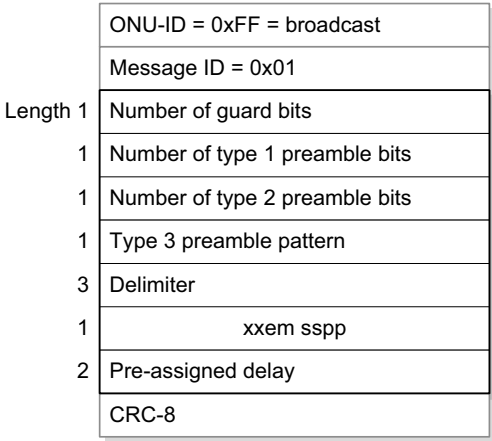 ONU-ID = 0xFF = broadcast
Message ID = 0x01
Length 1 Number of guard bits
1 Number of type 1 preamble bits
1 Number of type 2 preamble bits
1 Type 3 preamble pattern
3 Delimiter
1 xxem sspp
2 Pre-assigned delay
CRC-8